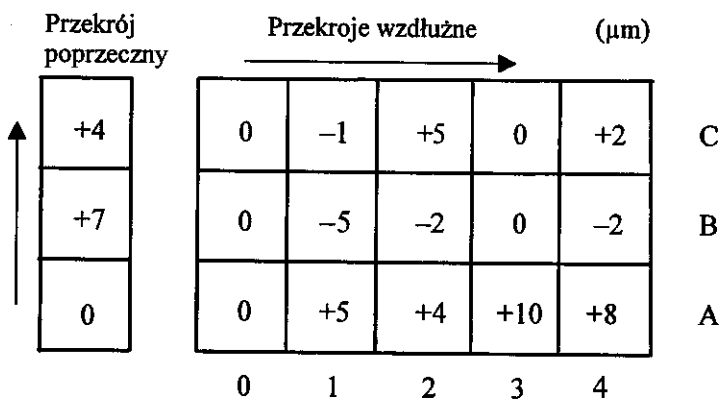 Przekrój
poprzeczny
Przekroje wzdłużne (µm)
+4 0 –1 +5 0 +2 C
+7 0 –5 –2 0 –2 B
0 0 +5 +4 +10 +8 A
0 1 2 3 4